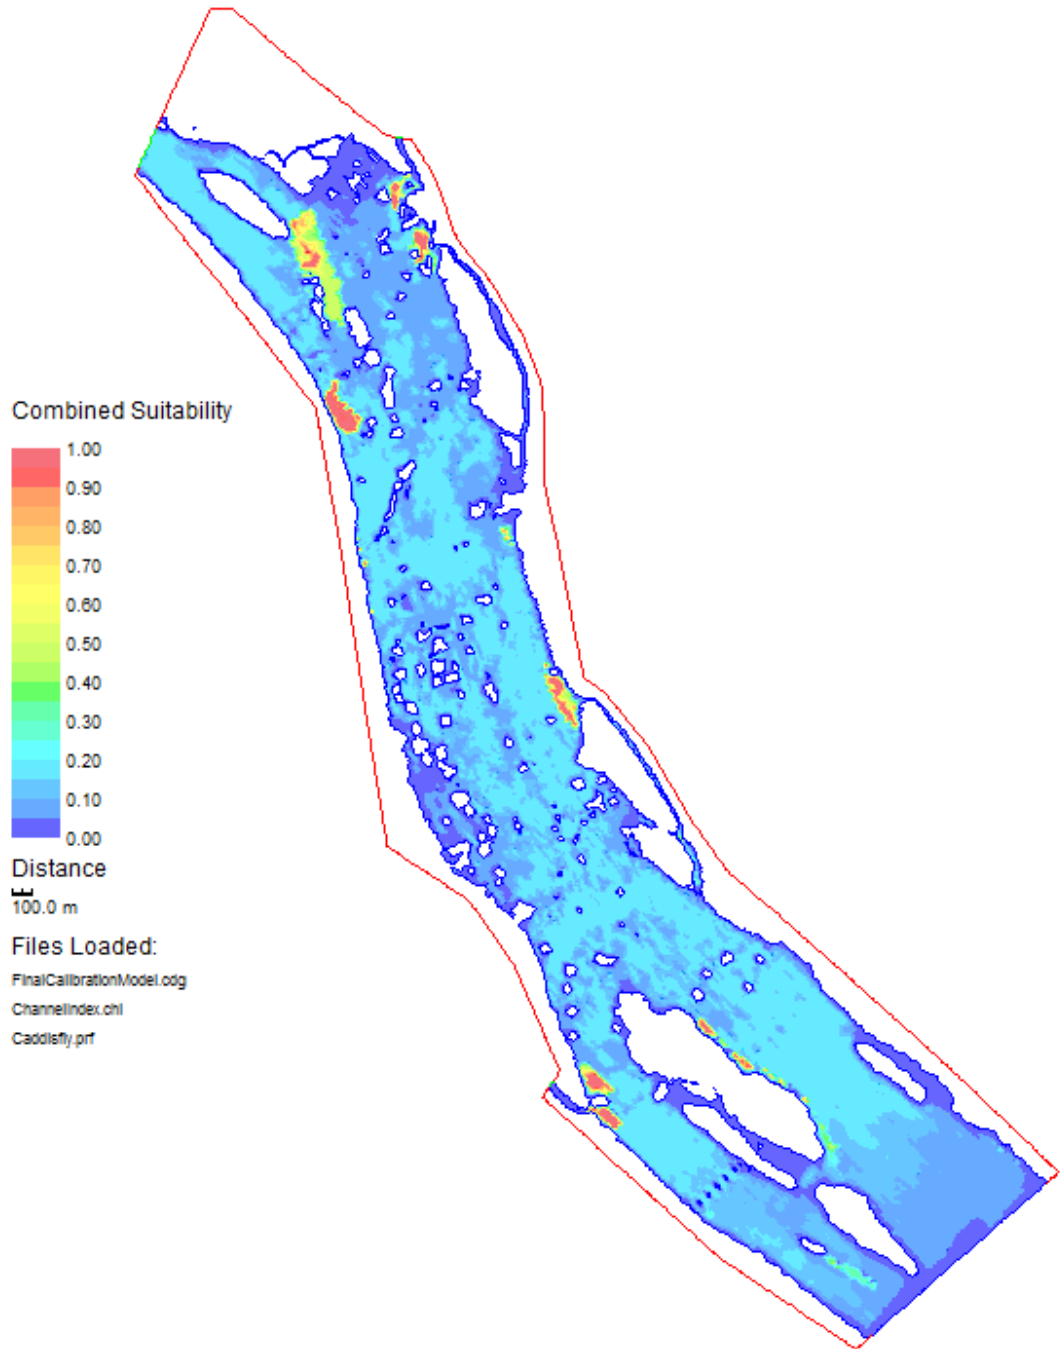 Combined Suitability
1.00
0.90
0.80
0.70
0.60
0.50
0.40
0.30
0.20
0.10
0.00
Distance
100.0 m
Files Loaded:
FinalCalibrationModel.cdg
ChannelIndex.chi
Caddisfly.prf